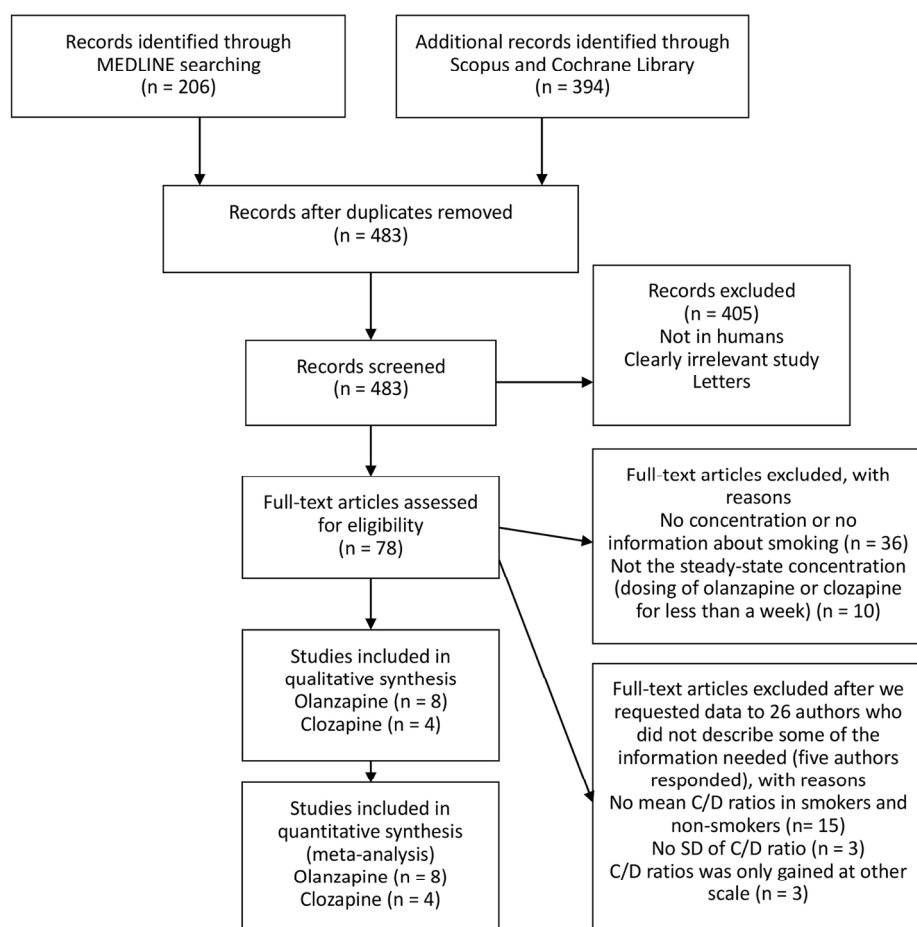 Records identified through
MEDLINE searching
(n = 206)
Additional records identified through
Scopus and Cochrane Library
(n = 394)
Records after duplicates removed
(n = 483)
Records excluded
(n = 405)
Not in humans
Clearly irrelevant study
Letters
Records screened
(n = 483)
Full-text articles assessed
for eligibility
(n = 78)
Full-text articles excluded, with
reasons
No concentration or no
information about smoking (n = 36)
Not the steady-state concentration
(dosing of olanzapine or clozapine
for less than a week) (n = 10)
Studies included in
qualitative synthesis
Olanzapine (n = 8)
Clozapine (n = 4)
Full-text articles excluded after we
requested data to 26 authors who
did not describe some of the
information needed (five authors
responded), with reasons
No mean C/D ratios in smokers and
non-smokers (n= 15)
No SD of C/D ratio (n = 3)
C/D ratios was only gained at other
scale (n = 3)
Studies included in
quantitative synthesis
(meta-analysis)
Olanzapine (n = 8)
Clozapine (n = 4)